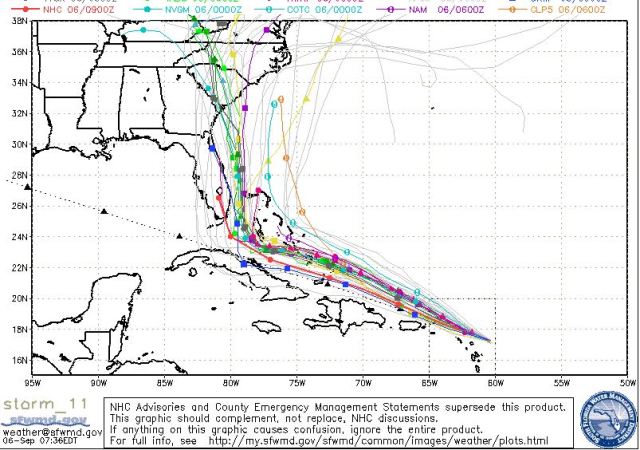 NHC 06/0900Z NVGM 06/0000Z COTC 06/0000Z NAM 06/0600Z CLP5 06/0600Z
38N
36N
34N
32N
30N
28N
26N
24N
22N
20N
18N
16N
95W 90W 85W 80W 75W 70W 65W 60W 55W 50W
storm_11
sfwmd.gov
weather@sfwmd.gov
06-Sep 07:36EDT
NHC Advisories and County Emergency Management Statements supersede this product.
This graph should complement, not replace, NHC discussions.
If anything on this graphic causes confusion, ignore the entire product.
For full info, see http://my.sfwmd.gov/sfwmd/common/images/weather/plots.html